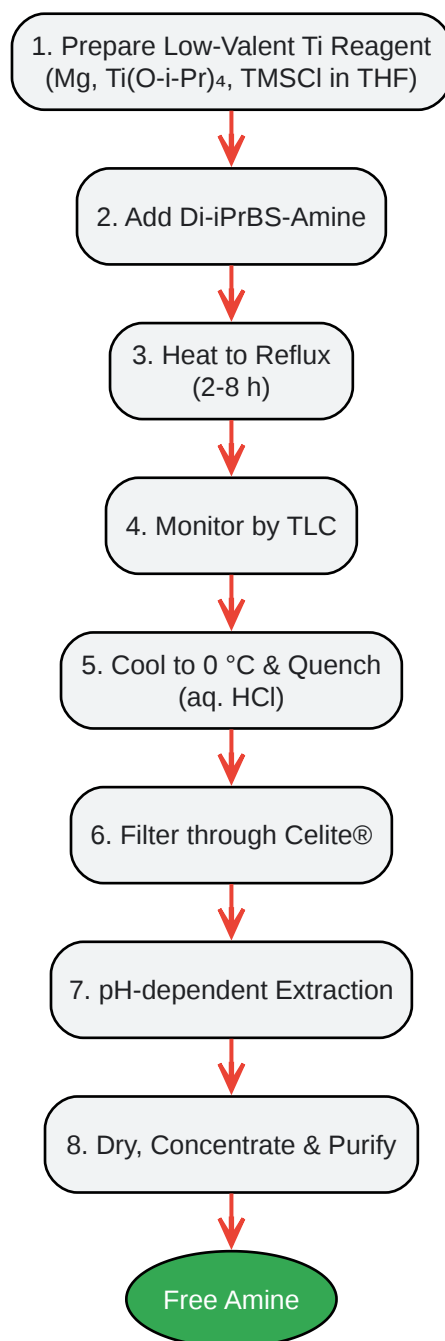 1. Prepare Low-Valent Ti Reagent
(Mg, Ti(O-i-Pr)₄, TMSCl in THF)
2. Add Di-iPrBS-Amine
3. Heat to Reflux
(2-8 h)
4. Monitor by TLC
5. Cool to 0 °C & Quench
(aq. HCl)
6. Filter through Celite®
7. pH-dependent Extraction
8. Dry, Concentrate & Purify
Free Amine